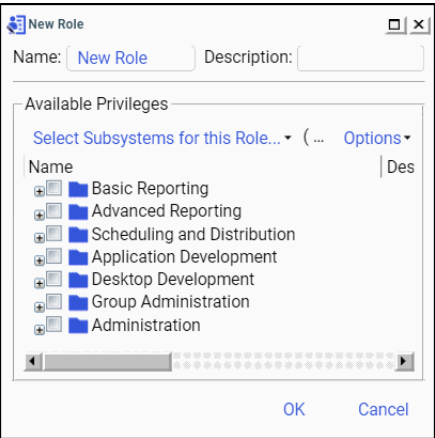 New Role
Name: New Role Description:
Available Privileges
Select Subsystems for this Role... ( ... Options
Name Des
Basic Reporting
Advanced Reporting
Scheduling and Distribution
Application Development
Desktop Development
Group Administration
Administration
OK Cancel